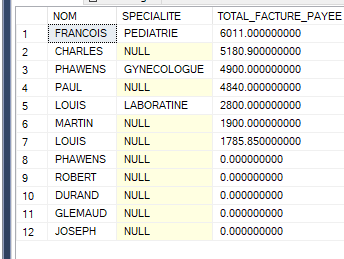 NOM SPECIALITE TOTAL_FACTURE_PAYEE
1 FRANCOIS PEDIATRIE 6011.000000000
2 CHARLES NULL 5180.900000000
3 PHAWENS GYNECOLOGUE 4900.000000000
4 PAUL NULL 4840.000000000
5 LOUIS LABORATINE 2800.000000000
6 MARTIN NULL 1900.000000000
7 LOUIS NULL 1785.850000000
8 PHAWENS NULL 0.000000000
9 ROBERT NULL 0.000000000
10 DURAND NULL 0.000000000
11 GLEMAUD NULL 0.000000000
12 JOSEPH NULL 0.000000000